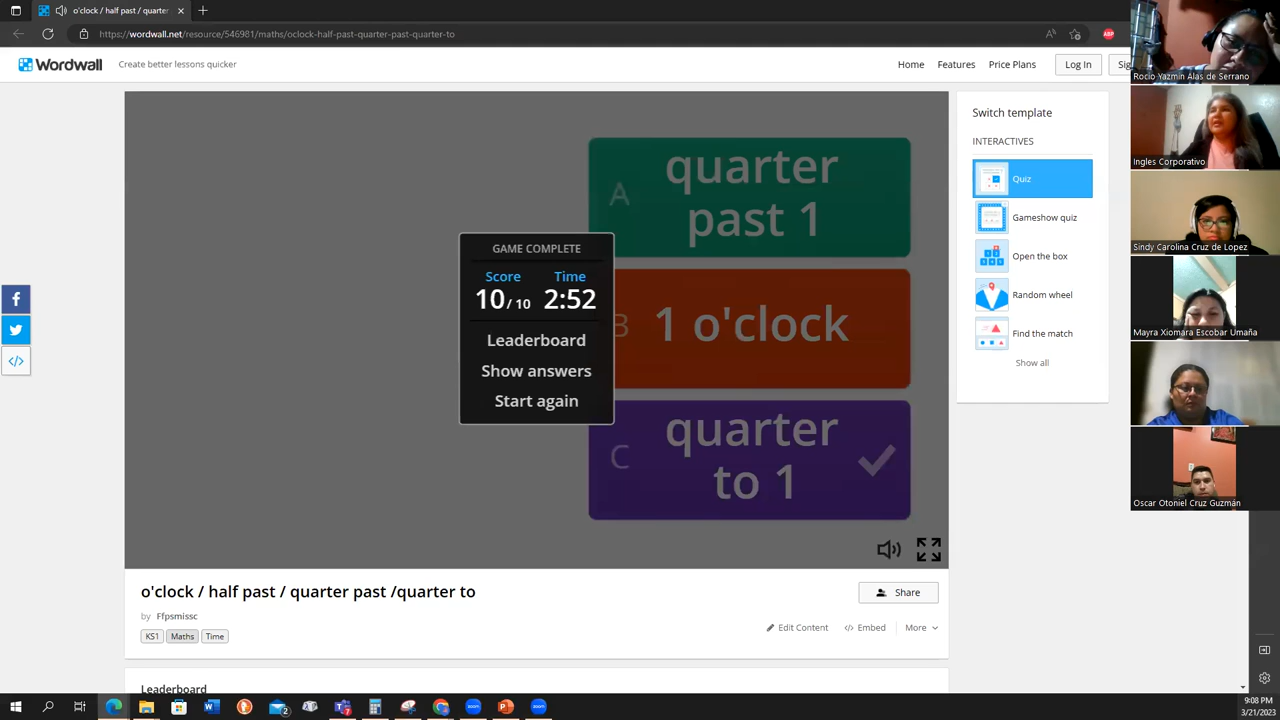 o'clock / half past / quarter
https://wordwall.net/resource/546981/maths/oclock-half-past-quarter-past-quarter-to
Wordwall
Create better lessons quicker
Home
Features
Price Plans
Log In
A
quarter
past 1
B
1 o'clock
C
quarter
to 1
GAME COMPLETE
Score
Time
10/ 10
2:52
Leaderboard
Show answers
Start again
Switch template
INTERACTIVES
Quiz
Gameshow quiz
Open the box
Random wheel
Find the match
Show all
Rocio Yazmin Alas de Serrano
Ingles Corporativo
Sindy Carolina Cruz de Lopez
Mayra Xiomara Escobar Umaña
Oscar Otoniel Cruz Guzmán
o'clock / half past / quarter past /quarter to
by Ffpsmissc
KS1
Maths
Time
Share
Edit Content
Embed
More
Leaderboard
9:08 PM
3/21/2023